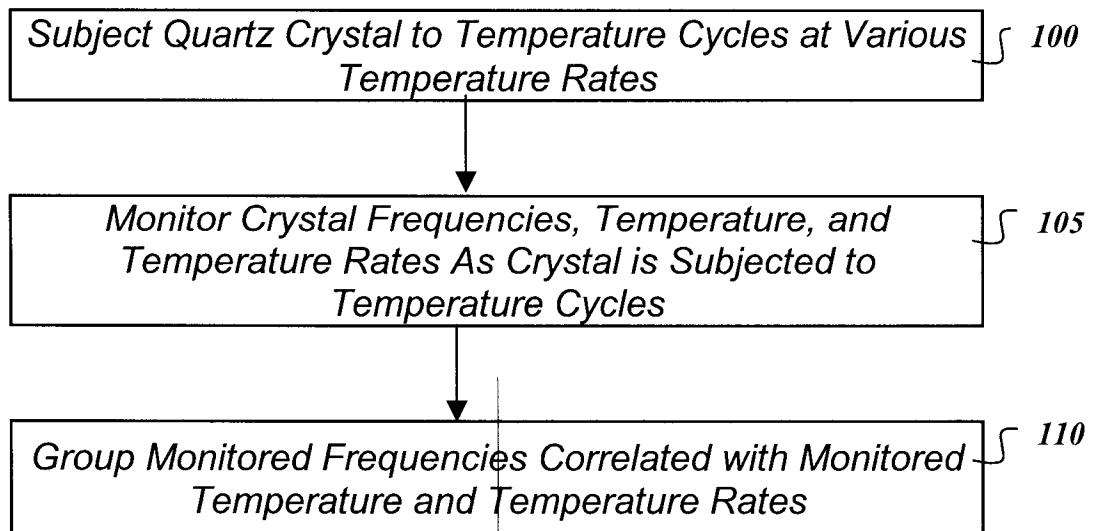 Subject Quartz Crystal to Temperature Cycles at Various
Temperature Rates
100
Monitor Crystal Frequencies, Temperature, and
Temperature Rates As Crystal is Subjected to
Temperature Cycles
105
Group Monitored Frequencies Correlated with Monitored
Temperature and Temperature Rates
110